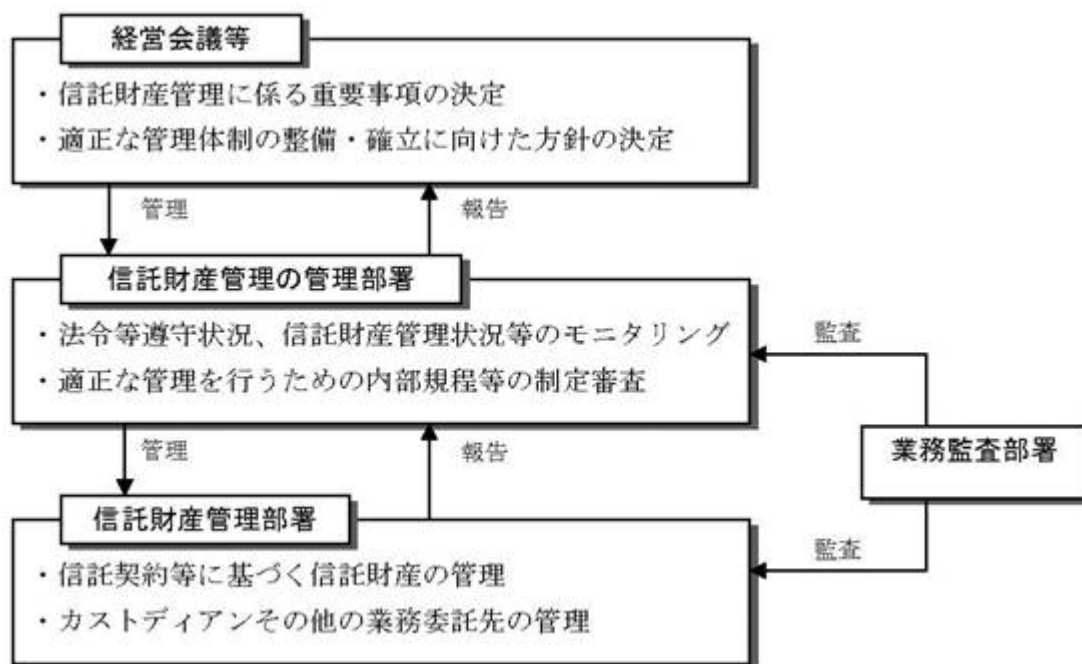 経営会議等
・信託財産管理に係る重要事項の決定
・適正な管理体制の整備・確立に向けた方針の決定
管理
報告
信託財産管理の管理部署
・法令等遵守状況、信託財産管理状況等のモニタリング
・適正な管理を行うための内部規程等の制定審査
監査
管理
報告
業務監査部署
信託財産管理部署
・信託契約等に基づく信託財産の管理
・カストディアンその他の業務委託先の管理
監査